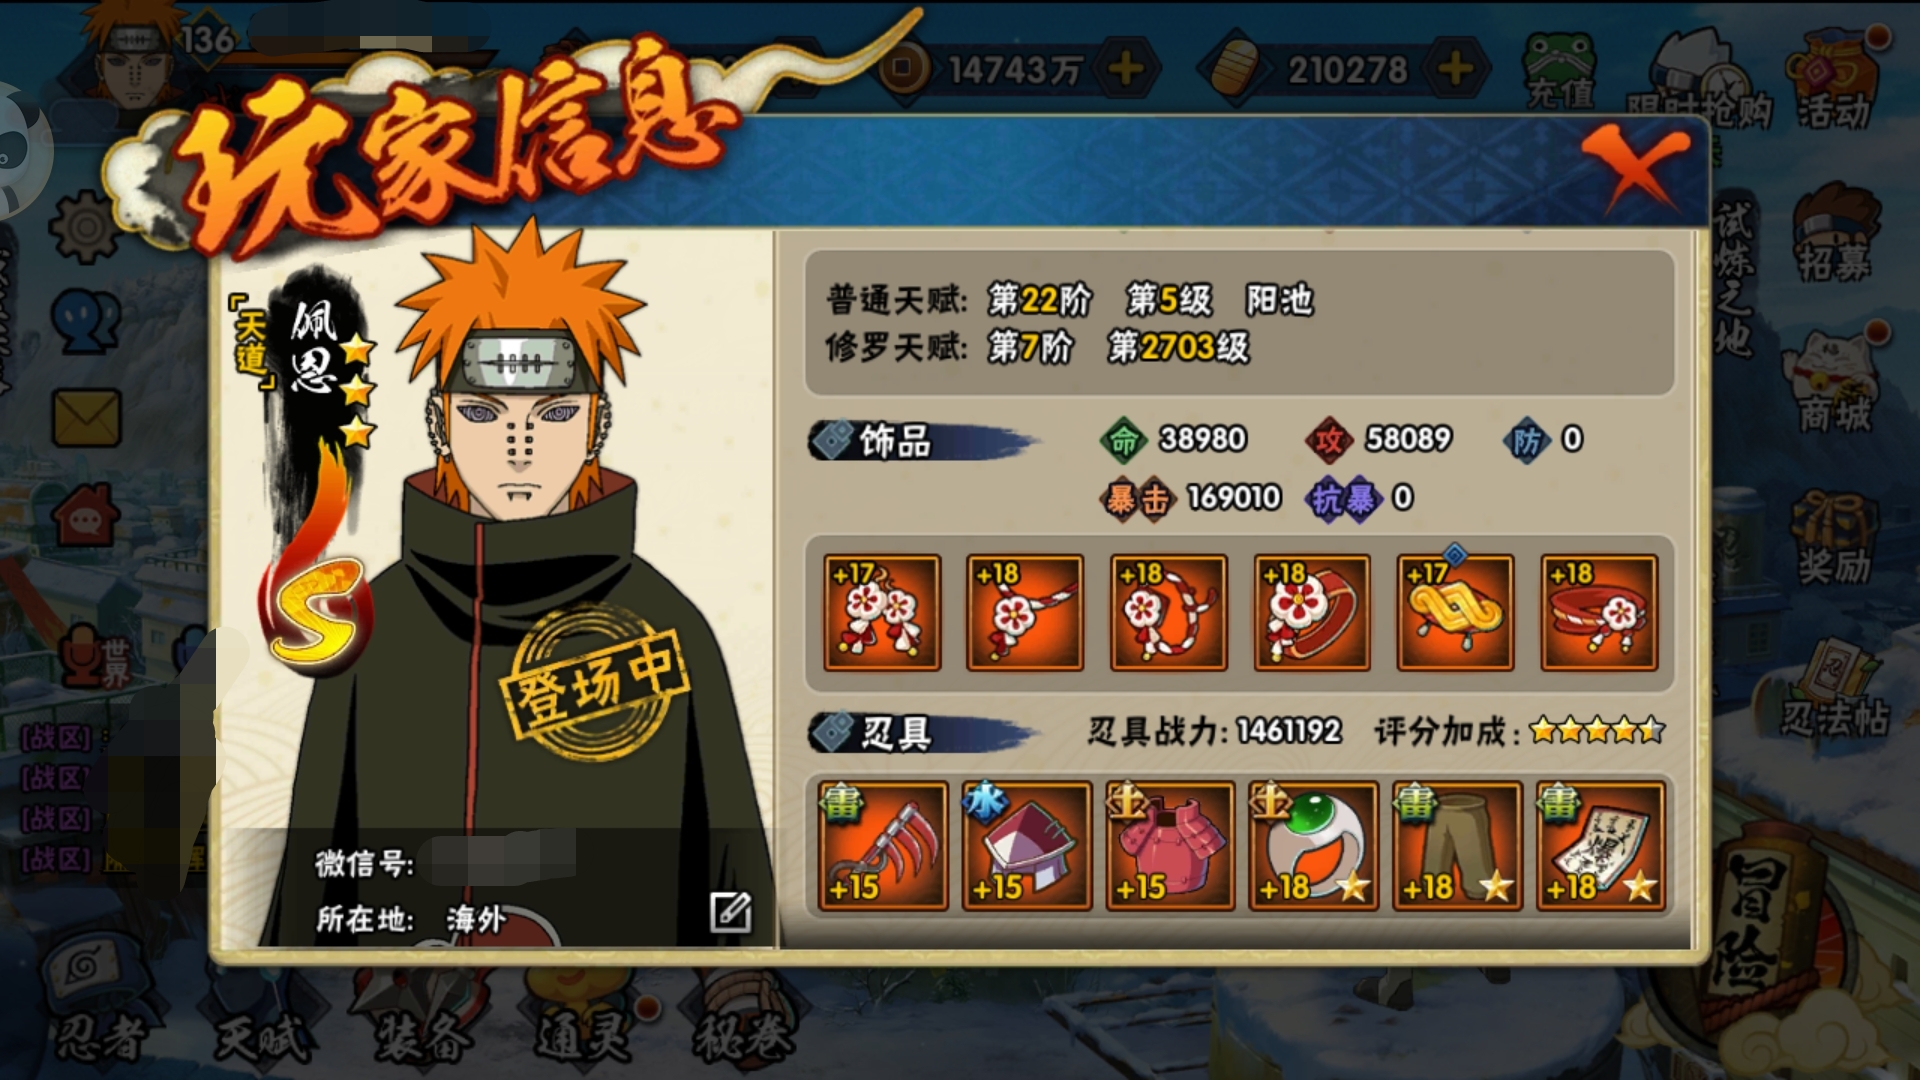 136
14743万
210278
充值
限时抢购
活动
玩家信息
天道
佩恩
S
登场中
微信号:
所在地: 海外
普通天赋: 第22阶 第5级 阳池
修罗天赋: 第7阶 第2703级
饰品
命 38980 攻 58089 防 0
暴击 169010 抗暴 0
+17 +18 +18 +18 +17 +18
忍具 忍具战力: 1461192 评分加成:
雷 水 土 土 雷 雷
+15 +15 +15 +18 +18 +18
试炼之地
招募
商城
奖励
忍法帖
冒险
世界
[战区]
[战区]
[战区]
[战区]
忍者
天赋
装备
通灵
秘卷